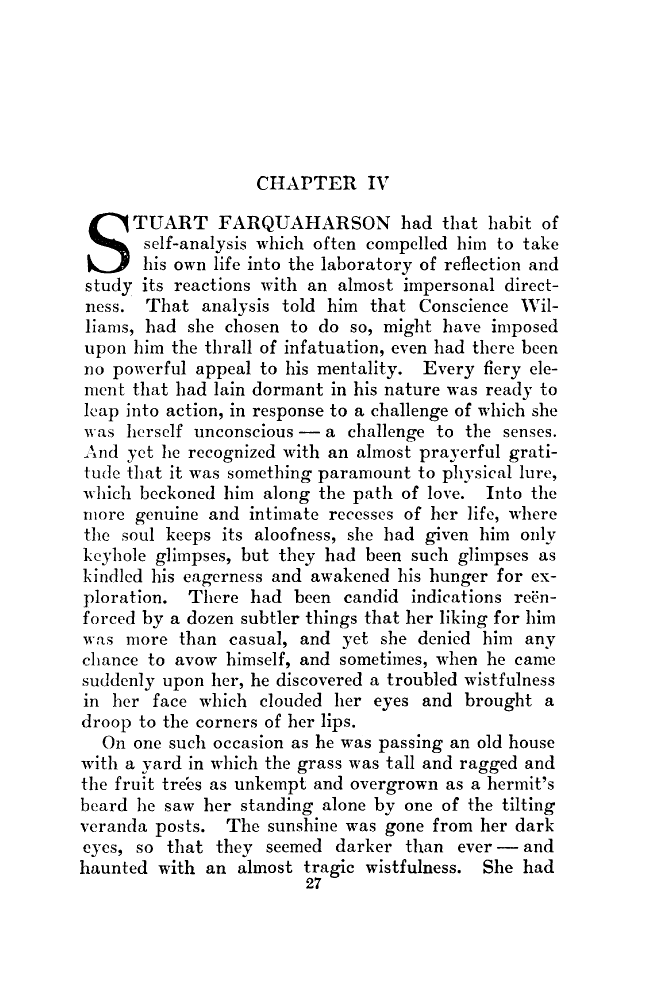 CHAPTER IV
STUART FARQUAHARSON had that habit of
self-analysis which often compelled him to take
his own life into the laboratory of reflection and
study its reactions with an almost impersonal direct-
ness. That analysis told him that Conscience Wil-
liams, had she chosen to do so, might have imposed
upon him the thrall of infatuation, even had there been
no powerful appeal to his mentality. Every fiery ele-
ment that had lain dormant in his nature was ready to
leap into action, in response to a challenge of which she
was herself unconscious — a challenge to the senses.
And yet he recognized with an almost prayerful grati-
tude that it was something paramount to physical lure,
which beckoned him along the path of love. Into the
more genuine and intimate recesses of her life, where
the soul keeps its aloofness, she had given him only
keyhole glimpses, but they had been such glimpses as
kindled his eagerness and awakened his hunger for ex-
ploration. There had been candid indications reën-
forced by a dozen subtler things that her liking for him
was more than casual, and yet she denied him any
chance to avow himself, and sometimes, when he came
suddenly upon her, he discovered a troubled wistfulness
in her face which clouded her eyes and brought a
droop to the corners of her lips.
On one such occasion as he was passing an old house
with a yard in which the grass was tall and ragged and
the fruit trees as unkempt and overgrown as a hermit's
beard he saw her standing alone by one of the tilting
veranda posts. The sunshine was gone from her dark
eyes, so that they seemed darker than ever — and
haunted with an almost tragic wistfulness. She had
27